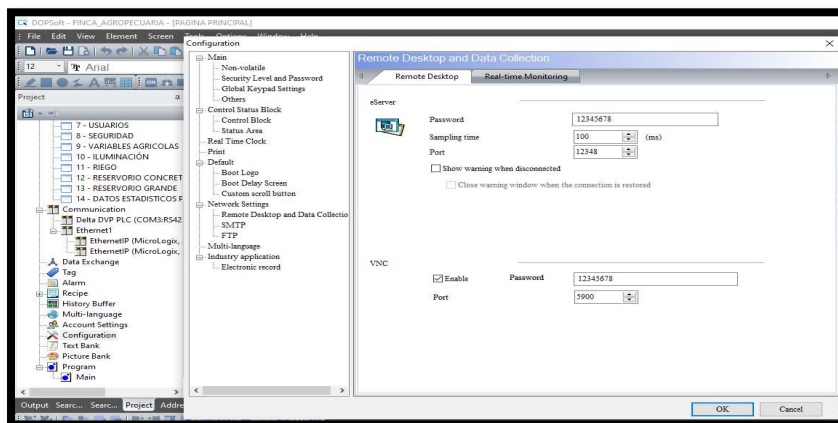 DOPSoft - FINCA_AGROPECUARIA - [PAGINA PRINCIPAL]
File Edit View Element Screen Tools Options Window Help
12 Arial
Project
7 - USUARIOS
8 - SEGURIDAD
9 - VARIABLES AGRICOLAS
10 - ILUMINACIÓN
11 - RIEGO
12 - RESERVORIO CONCRET
13 - RESERVORIO GRANDE
14 - DATOS ESTADISTICOS F
Communication
Delta DVP PLC (COM3:RS42
Ethernet1
EthernetIP (MicroLogix,
EthernetIP (MicroLogix,
Data Exchange
Tag
Alarm
Recipe
History Buffer
Multi-language
Account Settings
Configuration
Text Bank
Picture Bank
Program
Main
Output Searc... Searc... Project Addre
Configuration
Main
Non-volatile
Security Level and Password
Global Keypad Settings
Others
Control Status Block
Control Block
Status Area
Real Time Clock
Print
Default
Boot Logo
Boot Delay Screen
Custom scroll button
Network Settings
Remote Desktop and Data Collectio
SMTP
FTP
Multi-language
Industry application
Electronic record
Remote Desktop and Data Collection
Remote Desktop Real-time Monitoring
eServer
Password 12345678
Sampling time 100 (ms)
Port 12348
Show warning when disconnected
Close warning window when the connection is restored
VNC
Enable Password 12345678
Port 5900
OK Cancel